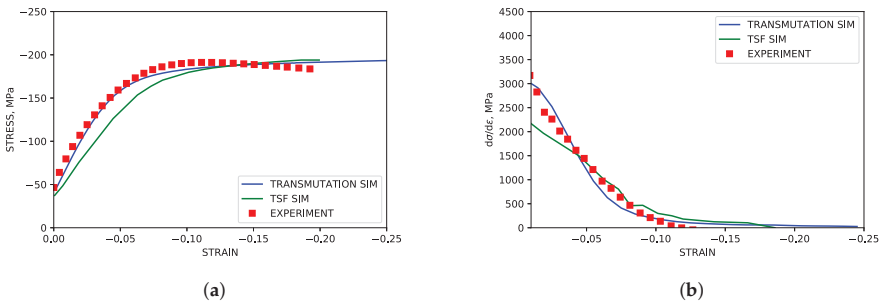 −200
−150
−100
−50
0
0.00
−0.05
−0.10
−0.15
−0.20
−0.25
STRESS, MPa
STRAIN
TRANSMUTATION SIM
TSF SIM
EXPERIMENT
(a)
4500
4000
3500
3000
2500
2000
1500
1000
500
0
−0.05
−0.10
−0.15
−0.20
−0.25
dσ/dε, MPa
STRAIN
TRANSMUTATION SIM
TSF SIM
EXPERIMENT
(b)
−250